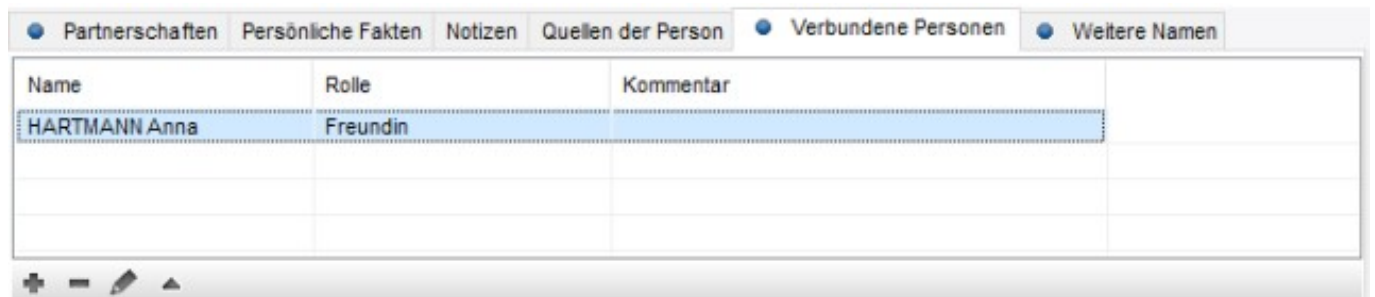 Partnerschaften Persönliche Fakten Notizen Quellen der Person Verbundene Personen Weitere Namen
Name Rolle Kommentar
HARTMANN Anna Freundin